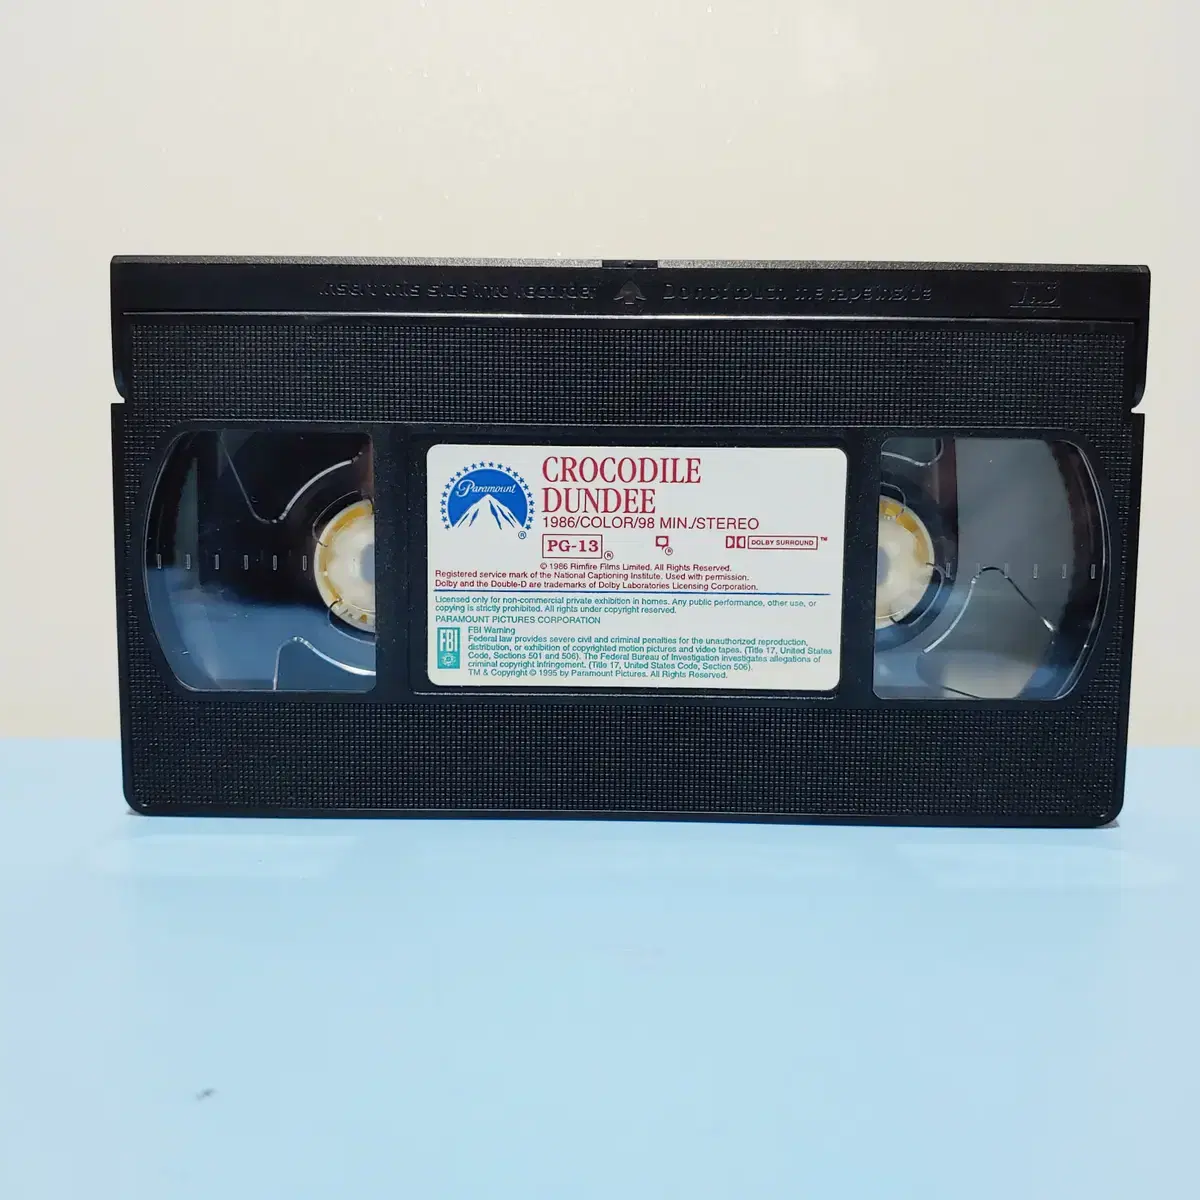 Insert this side into recorder Do not touch the tape inside
Paramount
®
CROCODILE
DUNDEE
1986/COLOR/98 MIN./STEREO
PG-13 ® ® DOLBY SURROUND ™
© 1986 Rimfire Films Limited. All Rights Reserved.
Registered service mark of the National Captioning Institute. Used with permission.
Dolby and the Double-D are trademarks of Dolby Laboratories Licensing Corporation.
Licensed only for non-commercial private exhibition in homes. Any public performance, other use, or
copying is strictly prohibited. All rights under copyright reserved.
PARAMOUNT PICTURES CORPORATION
FBI
FBI Warning
Federal law provides severe civil and criminal penalties for the unauthorized reproduction,
distribution, or exhibition of copyrighted motion pictures and video tapes. (Title 17, United States
Code, Sections 501 and 506). The Federal Bureau of Investigation investigates allegations of
criminal copyright infringement. (Title 17, United States Code, Section 506).
TM & Copyright © 1995 by Paramount Pictures. All Rights Reserved.